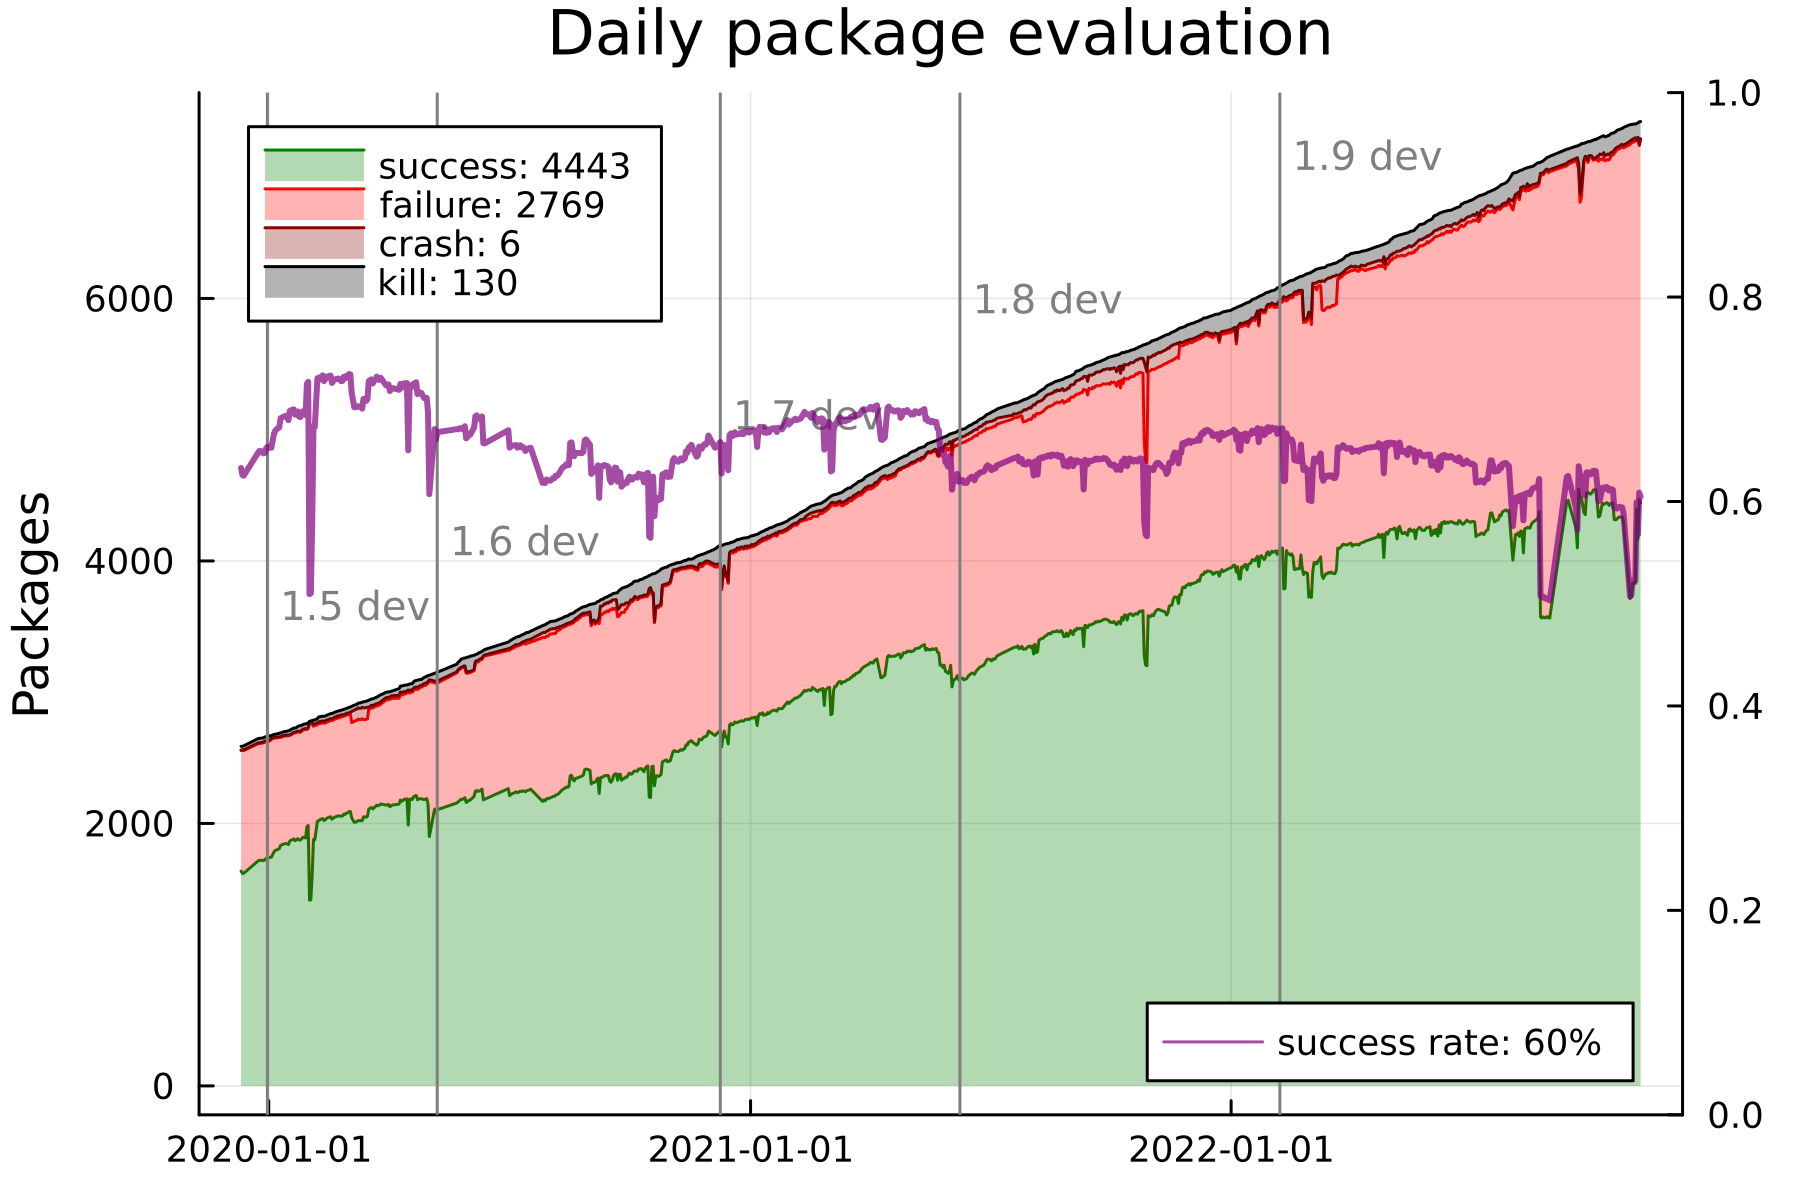 Daily package evaluation
success: 4443
failure: 2769
crash: 6
kill: 130
1.5 dev
1.6 dev
1.7 dev
1.8 dev
1.9 dev
Packages
6000
4000
2000
0
1.0
0.8
0.6
0.4
0.2
0.0
success rate: 60%
2020-01-01
2021-01-01
2022-01-01